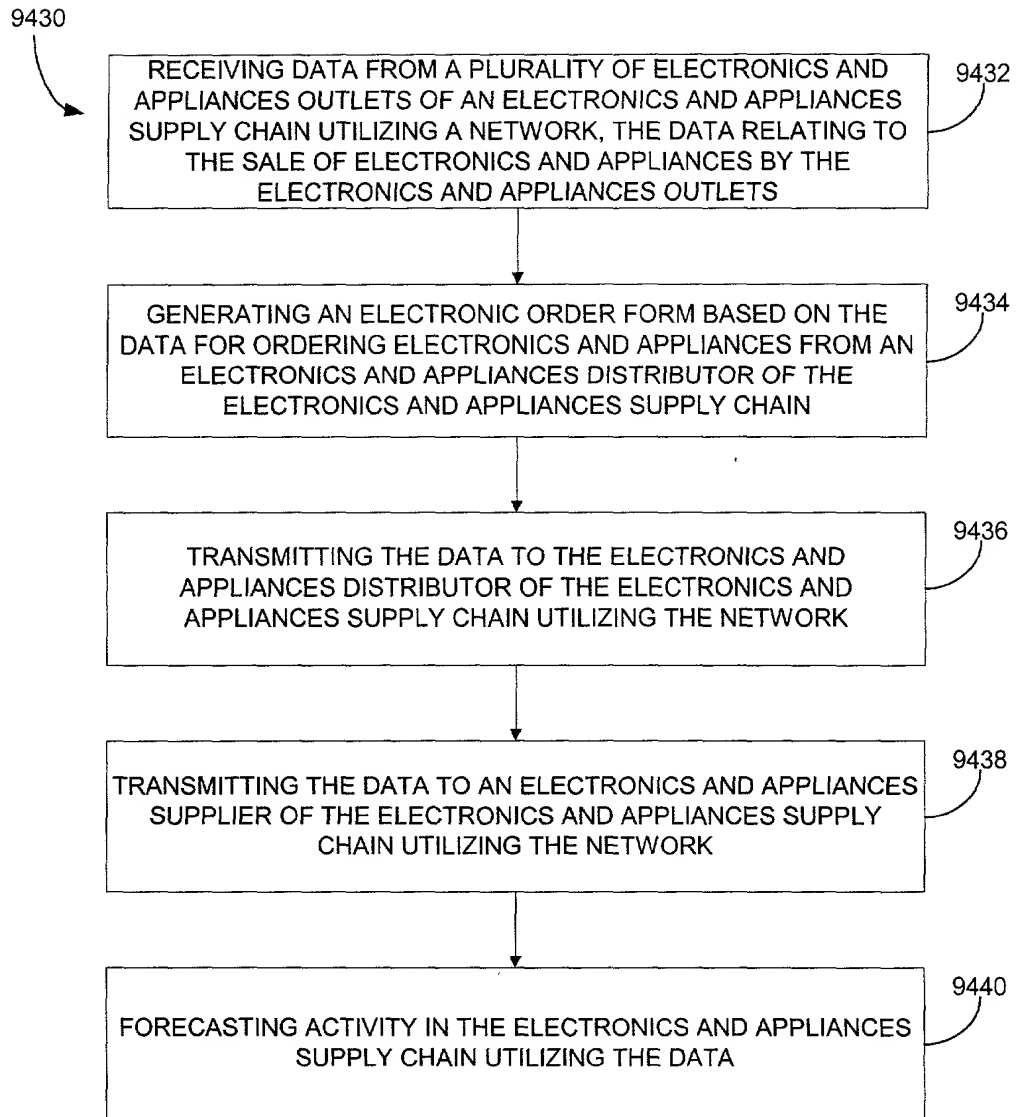 9430
RECEIVING DATA FROM A PLURALITY OF ELECTRONICS AND
APPLIANCES OUTLETS OF AN ELECTRONICS AND APPLIANCES
SUPPLY CHAIN UTILIZING A NETWORK, THE DATA RELATING TO
THE SALE OF ELECTRONICS AND APPLIANCES BY THE
ELECTRONICS AND APPLIANCES OUTLETS
9432
GENERATING AN ELECTRONIC ORDER FORM BASED ON THE
DATA FOR ORDERING ELECTRONICS AND APPLIANCES FROM AN
ELECTRONICS AND APPLIANCES DISTRIBUTOR OF THE
ELECTRONICS AND APPLIANCES SUPPLY CHAIN
9434
TRANSMITTING THE DATA TO THE ELECTRONICS AND
APPLIANCES DISTRIBUTOR OF THE ELECTRONICS AND
APPLIANCES SUPPLY CHAIN UTILIZING THE NETWORK
9436
TRANSMITTING THE DATA TO AN ELECTRONICS AND APPLIANCES
SUPPLIER OF THE ELECTRONICS AND APPLIANCES SUPPLY
CHAIN UTILIZING THE NETWORK
9438
FORECASTING ACTIVITY IN THE ELECTRONICS AND APPLIANCES
SUPPLY CHAIN UTILIZING THE DATA
9440